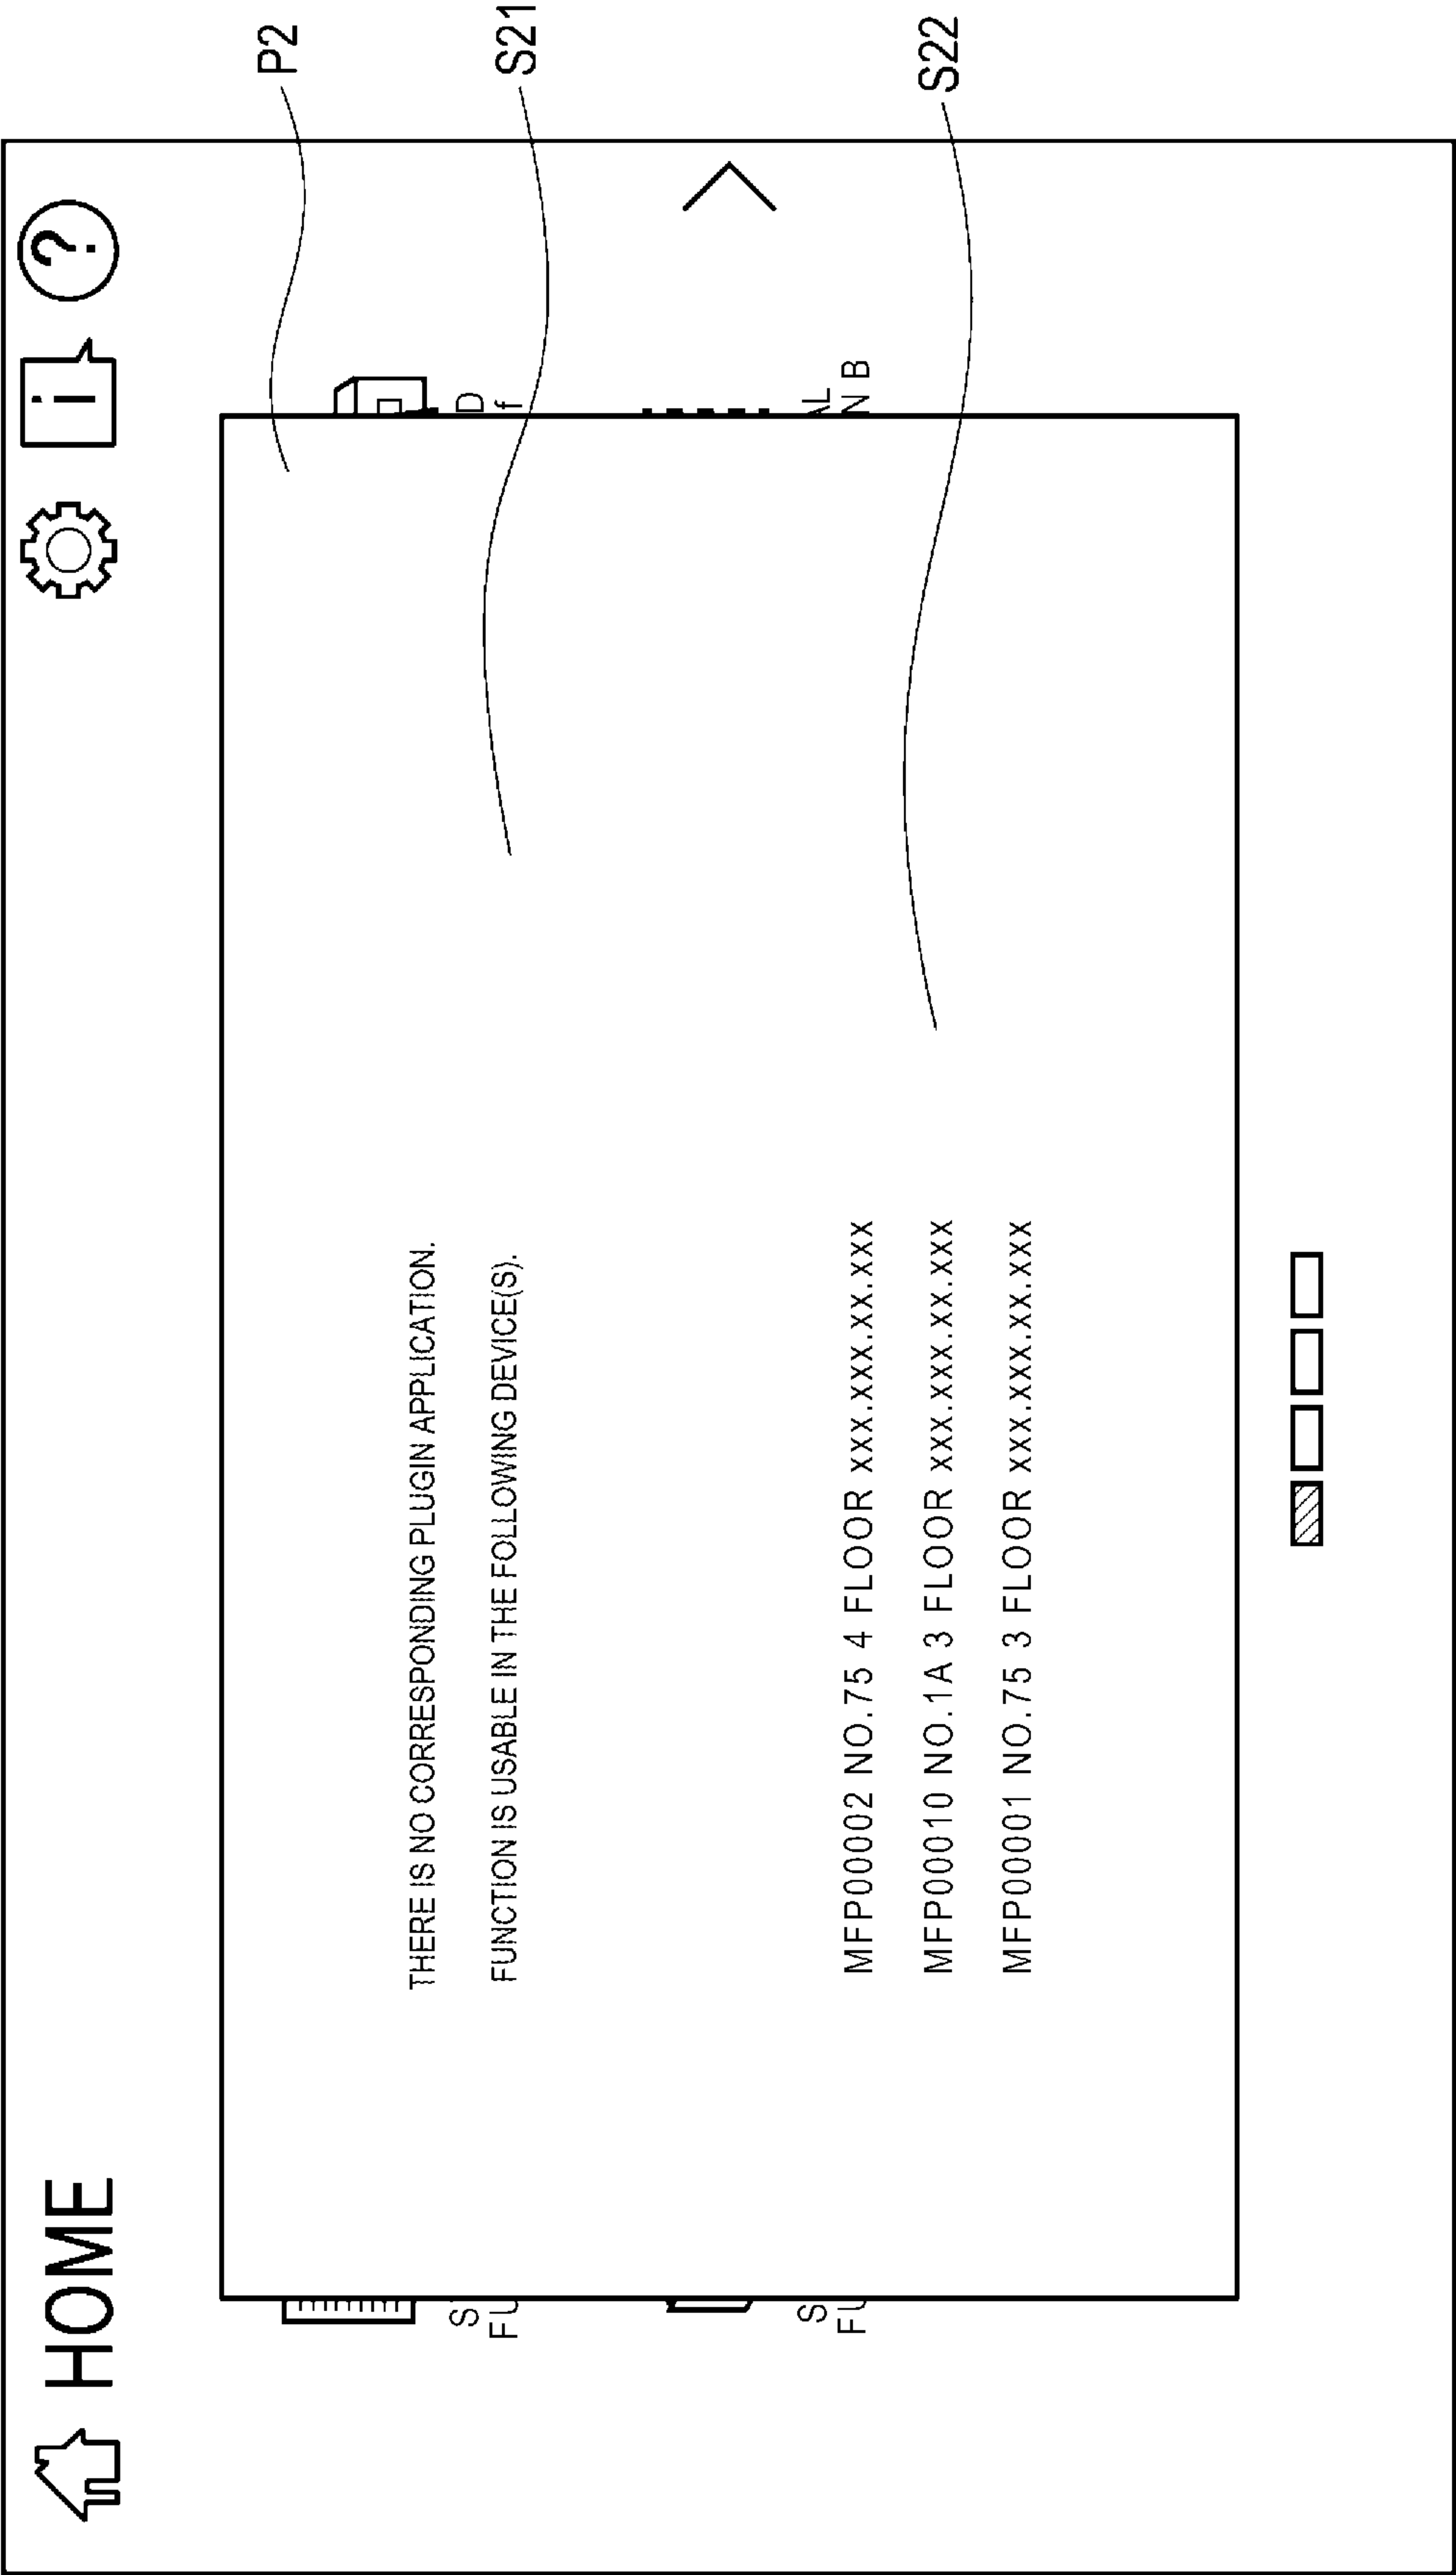 HOME
i
?
P2
S21
S22
THERE IS NO CORRESPONDING PLUGIN APPLICATION.
FUNCTION IS USABLE IN THE FOLLOWING DEVICE(S).
MFP00002 NO.75 4 FLOOR xxx.xxx.xx.xxx
MFP00010 NO.1A 3 FLOOR xxx.xxx.xx.xxx
MFP00001 NO.75 3 FLOOR xxx.xxx.xx.xxx
S
D
f
S
AL
N B